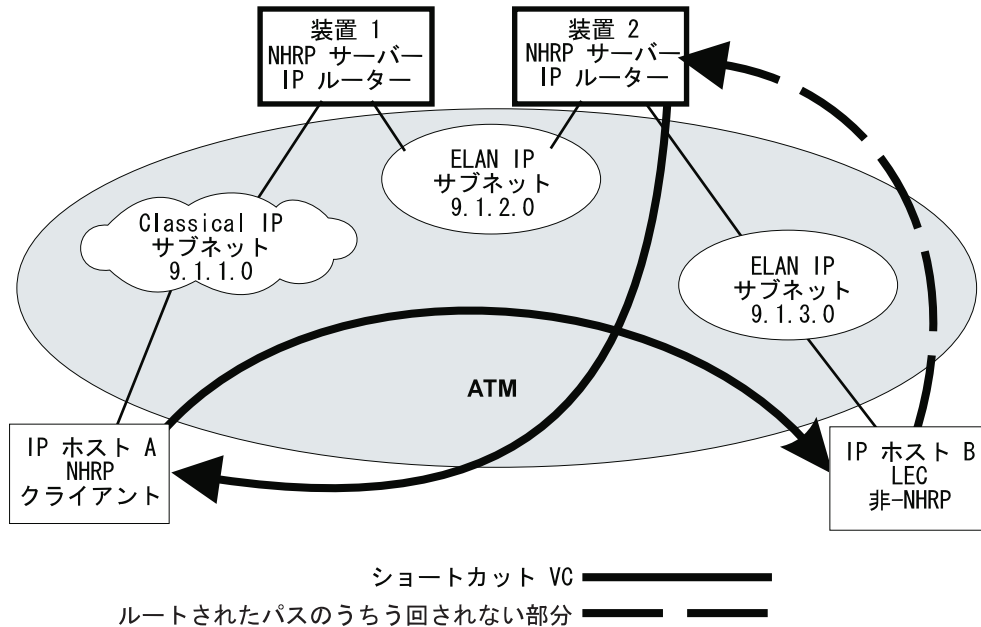 装置 1
NHRP サーバー
IP ルーター
装置 2
NHRP サーバー
IP ルーター
ELAN IP
サブネット
9.1.2.0
Classical IP
サブネット
9.1.1.0
ELAN IP
サブネット
9.1.3.0
ATM
IP ホスト A
NHRP
クライアント
IP ホスト B
LEC
非-NHRP
ショートカット VC
ルートされたパスのうちう回されない部分